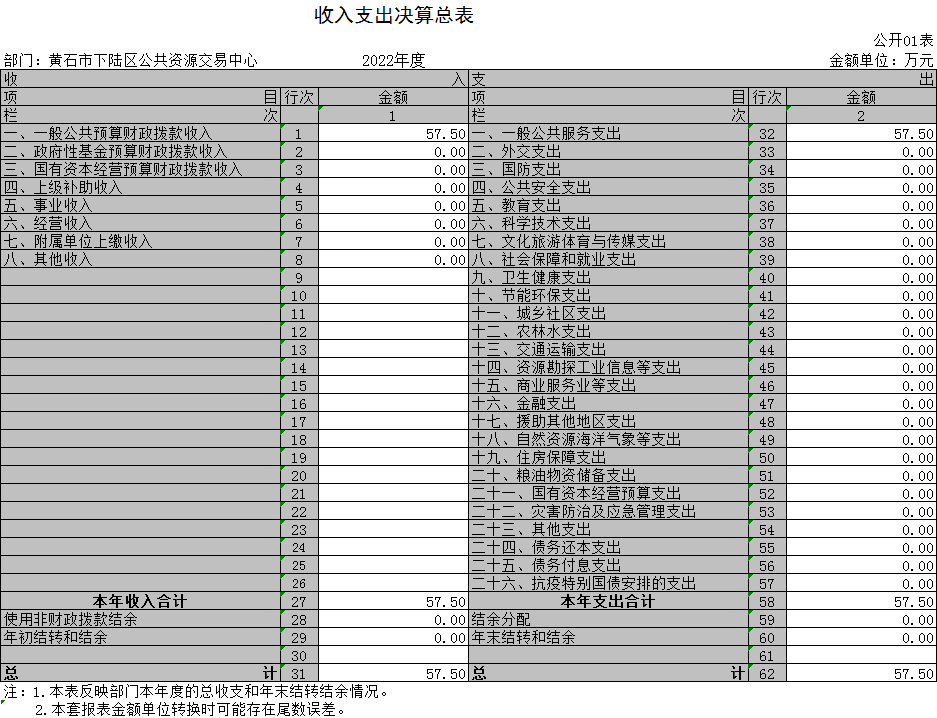 收入支出决算总表
公开01表
部门：黄石市下陆区公共资源交易中心 2022年度 金额单位：万元
收 入 支 出
项 目 行次 金额 项 目 行次 金额
栏 次 1 栏 次 2
一、一般公共预算财政拨款收入 1 57.50 一、一般公共服务支出 32 57.50
二、政府性基金预算财政拨款收入 2 0.00 二、外交支出 33 0.00
三、国有资本经营预算财政拨款收入 3 0.00 三、国防支出 34 0.00
四、上级补助收入 4 0.00 四、公共安全支出 35 0.00
五、事业收入 5 0.00 五、教育支出 36 0.00
六、经营收入 6 0.00 六、科学技术支出 37 0.00
七、附属单位上缴收入 7 0.00 七、文化旅游体育与传媒支出 38 0.00
八、其他收入 8 0.00 八、社会保障和就业支出 39 0.00
9 九、卫生健康支出 40 0.00
10 十、节能环保支出 41 0.00
11 十一、城乡社区支出 42 0.00
12 十二、农林水支出 43 0.00
13 十三、交通运输支出 44 0.00
14 十四、资源勘探工业信息等支出 45 0.00
15 十五、商业服务业等支出 46 0.00
16 十六、金融支出 47 0.00
17 十七、援助其他地区支出 48 0.00
18 十八、自然资源海洋气象等支出 49 0.00
19 十九、住房保障支出 50 0.00
20 二十、粮油物资储备支出 51 0.00
21 二十一、国有资本经营预算支出 52 0.00
22 二十二、灾害防治及应急管理支出 53 0.00
23 二十三、其他支出 54 0.00
24 二十四、债务还本支出 55 0.00
25 二十五、债务付息支出 56 0.00
26 二十六、抗疫特别国债安排的支出 57 0.00
本年收入合计 27 57.50 本年支出合计 58 57.50
使用非财政拨款结余 28 0.00 结余分配 59 0.00
年初结转和结余 29 0.00 年末结转和结余 60 0.00
30 61
总 计 31 57.50 总 计 62 57.50
注：1.本表反映部门本年度的总收支和年末结转结余情况。
2.本套报表金额单位转换时可能存在尾数误差。